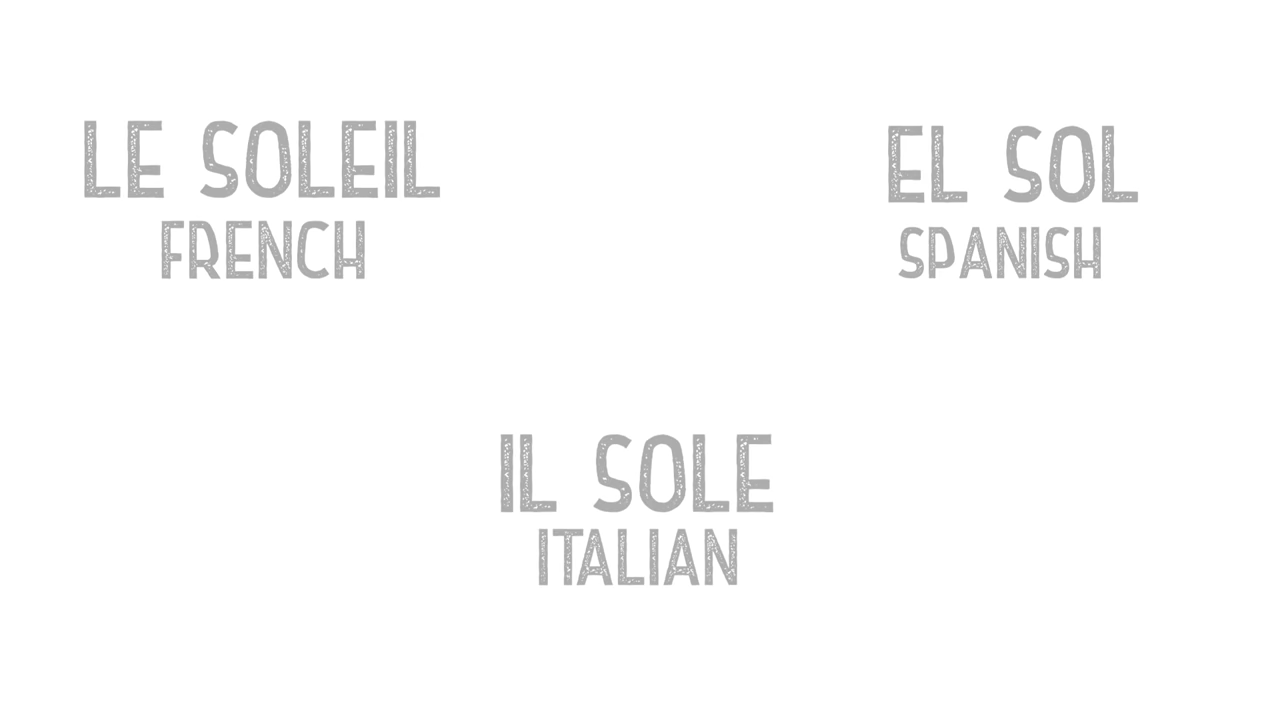 LE SOLEIL
FRENCH
EL SOL
SPANISH
IL SOLE
ITALIAN